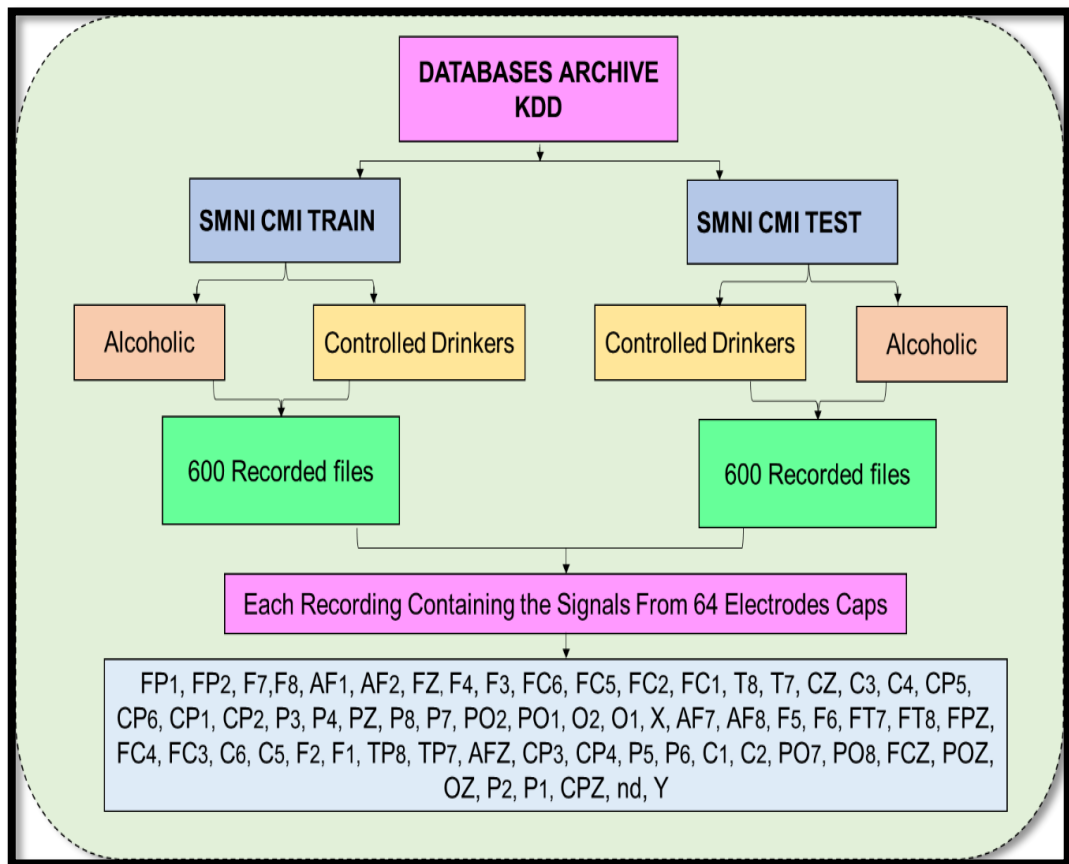 DATABASES ARCHIVE
KDD
SMNI CMI TRAIN
SMNI CMI TEST
Alcoholic
Controlled Drinkers
Controlled Drinkers
Alcoholic
600 Recorded files
600 Recorded files
Each Recording Containing the Signals From 64 Electrodes Caps
FP1, FP2, F7,F8, AF1, AF2, FZ, F4, F3, FC6, FC5, FC2, FC1, T8, T7, CZ, C3, C4, CP5,
CP6, CP1, CP2, P3, P4, PZ, P8, P7, PO2, PO1, O2, O1, X, AF7, AF8, F5, F6, FT7, FT8, FPZ,
FC4, FC3, C6, C5, F2, F1, TP8, TP7, AFZ, CP3, CP4, P5, P6, C1, C2, PO7, PO8, FCZ, POZ,
OZ, P2, P1, CPZ, nd, Y